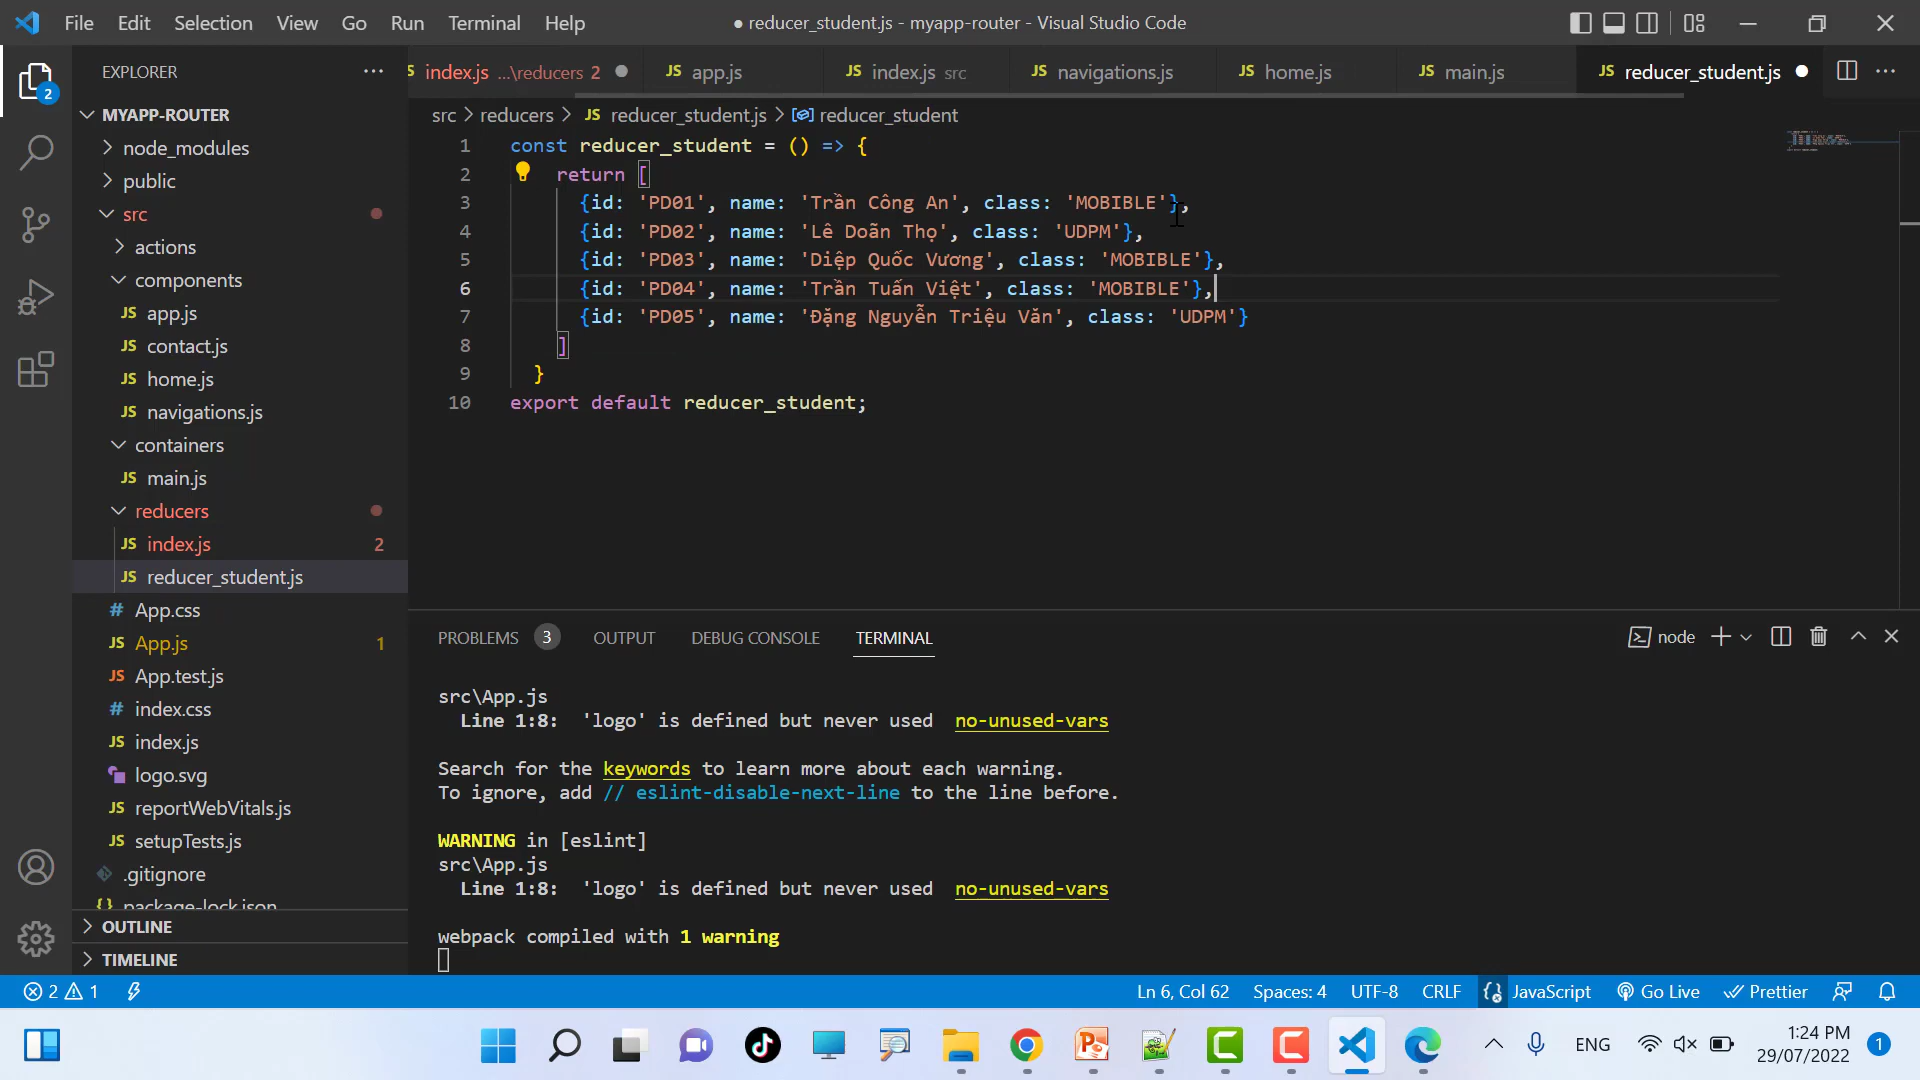 File Edit Selection View Go Run Terminal Help ● reducer_student.js - myapp-router - Visual Studio Code
EXPLORER
index.js ...\reducers 2 JS app.js JS index.js src JS navigations.js JS home.js JS main.js JS reducer_student.js
src > reducers > JS reducer_student.js > reducer_student
MYAPP-ROUTER
node_modules
public
src
actions
components
JS app.js
JS contact.js
JS home.js
JS navigations.js
containers
JS main.js
reducers
JS index.js 2
JS reducer_student.js
# App.css
JS App.js 1
JS App.test.js
# index.css
JS index.js
logo.svg
JS reportWebVitals.js
JS setupTests.js
.gitignore
{} package-lock.json
OUTLINE
TIMELINE
2
1 const reducer_student = () => {
2 return [
3 {id: 'PD01', name: 'Trần Công An', class: 'MOBIBLE'},
4 {id: 'PD02', name: 'Lê Doãn Thọ', class: 'UDPM'},
5 {id: 'PD03', name: 'Diệp Quốc Vương', class: 'MOBIBLE'},
6 {id: 'PD04', name: 'Trần Tuấn Việt', class: 'MOBIBLE'},
7 {id: 'PD05', name: 'Đặng Nguyễn Triệu Văn', class: 'UDPM'}
8 ]
9 }
10 export default reducer_student;
PROBLEMS 3 OUTPUT DEBUG CONSOLE TERMINAL node
src\App.js
Line 1:8: 'logo' is defined but never used no-unused-vars
Search for the keywords to learn more about each warning.
To ignore, add // eslint-disable-next-line to the line before.
WARNING in [eslint]
src\App.js
Line 1:8: 'logo' is defined but never used no-unused-vars
webpack compiled with 1 warning
2 1 Ln 6, Col 62 Spaces: 4 UTF-8 CRLF JavaScript Go Live Prettier
ENG 1:24 PM 1
29/07/2022